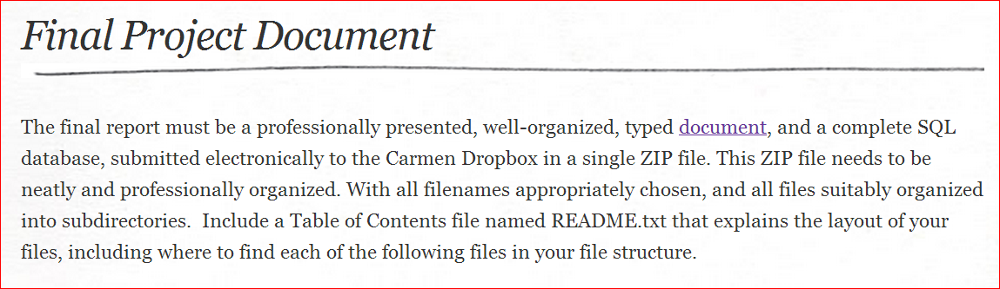 Final Project Document
The final report must be a professionally presented, well-organized, typed document, and a complete SQL
database, submitted electronically to the Carmen Dropbox in a single ZIP file. This ZIP file needs to be
neatly and professionally organized. With all filenames appropriately chosen, and all files suitably organized
into subdirectories.  Include a Table of Contents file named README.txt that explains the layout of your
files, including where to find each of the following files in your file structure.